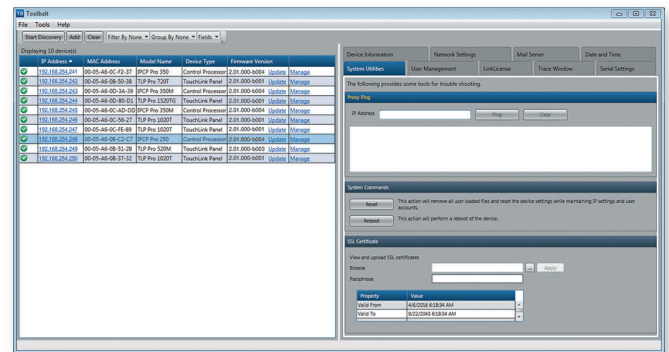 TB Toolbelt
File Tools Help
Start Discovery Add Clear Filter By None Group By None Fields
Displaying 10 device(s)
IP Address MAC Address Model Name Device Type Firmware Version
192.168.254.241 00-05-A6-0C-F2-37 IPCP Pro 350 Control Processor 2.01.000-b004 Update Manage
192.168.254.242 00-05-A6-0B-50-38 TLP Pro 720T TouchLink Panel 2.01.000-b001 Update Manage
192.168.254.243 00-05-A6-0D-3A-39 IPCP Pro 350M Control Processor 2.01.000-b004 Update Manage
192.168.254.244 00-05-A6-0D-80-D1 TLP Pro 1520TG TouchLink Panel 2.01.000-b001 Update Manage
192.168.254.245 00-05-A6-0C-AD-DD IPCP Pro 350M Control Processor 2.01.000-b004 Update Manage
192.168.254.246 00-05-A6-0C-56-27 TLP Pro 1020T TouchLink Panel 2.01.000-b001 Update Manage
192.168.254.247 00-05-A6-0C-FE-89 TLP Pro 1020T TouchLink Panel 2.01.000-b001 Update Manage
192.168.254.248 00-05-A6-08-C2-C7 IPCP Pro 250 Control Processor 2.01.000-b004 Update Manage
192.168.254.249 00-05-A6-0B-51-2B TLP Pro 520M TouchLink Panel 2.01.000-b003 Update Manage
192.168.254.250 00-05-A6-0B-37-32 TLP Pro 1020T TouchLink Panel 2.01.000-b001 Update Manage
Device Information Network Settings Mail Server Date and Time
System Utilities User Management LinkLicense Trace Window Serial Settings
The following provides some tools for trouble shooting.
Proxy Ping
IP Address Ping Clear
System Commands
Reset This action will remove all user loaded files and reset the device settings while maintaining IP settings and user
accounts.
Reboot This action will perform a reboot of the device.
SSL Certificate
View and upload SSL certificates
Browse ... Apply
Passphrase
Property Value
Valid From 4/6/2016 6:18:34 AM
Valid To 8/22/2043 6:18:34 AM